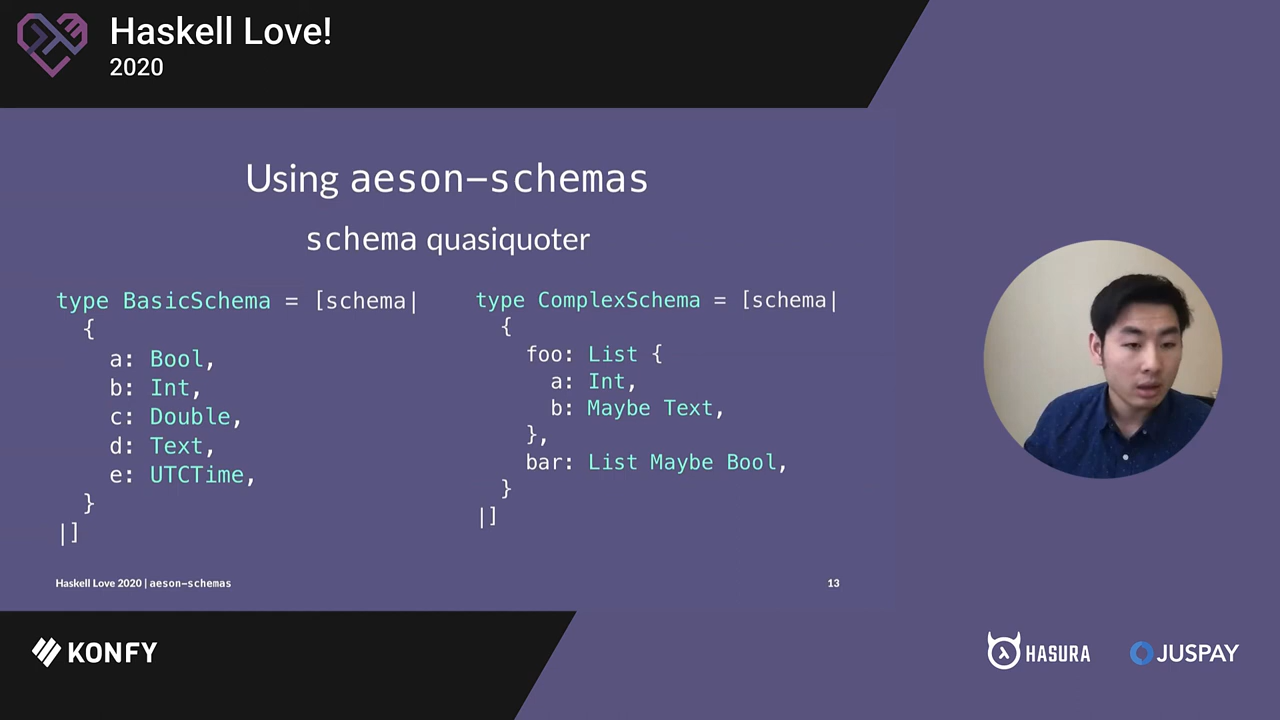 Haskell Love!
2020
Using aeson-schemas
schema quasiquoter
type BasicSchema = [schema|
  {
    a: Bool,
    b: Int,
    c: Double,
    d: Text,
    e: UTCTime,
  }
|]
type ComplexSchema = [schema|
  {
    foo: List {
      a: Int,
      b: Maybe Text,
    },
    bar: List Maybe Bool,
  }
|]
Haskell Love 2020 | aeson-schemas
13
KONFY
HASURA
JUSPAY